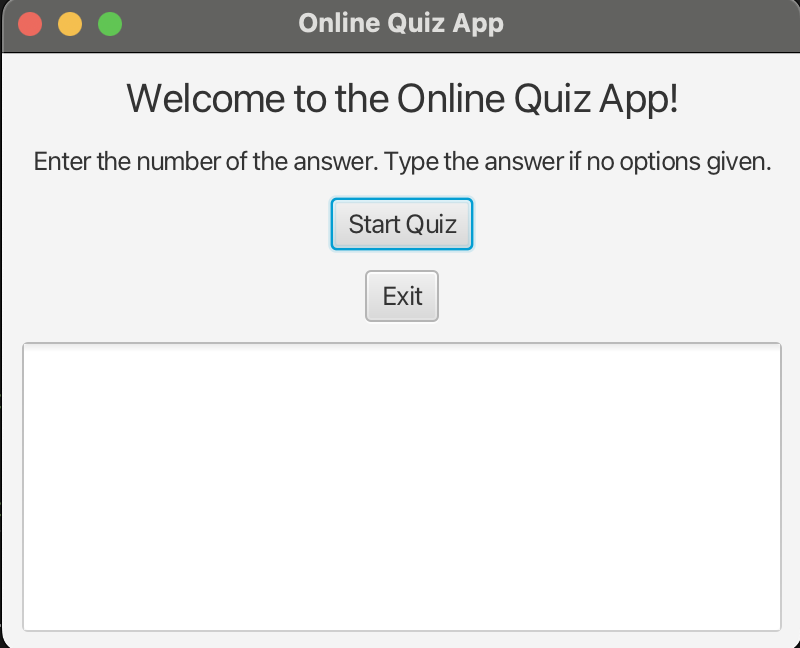 Online Quiz App
Welcome to the Online Quiz App!
Enter the number of the answer. Type the answer if no options given.
Start Quiz
Exit